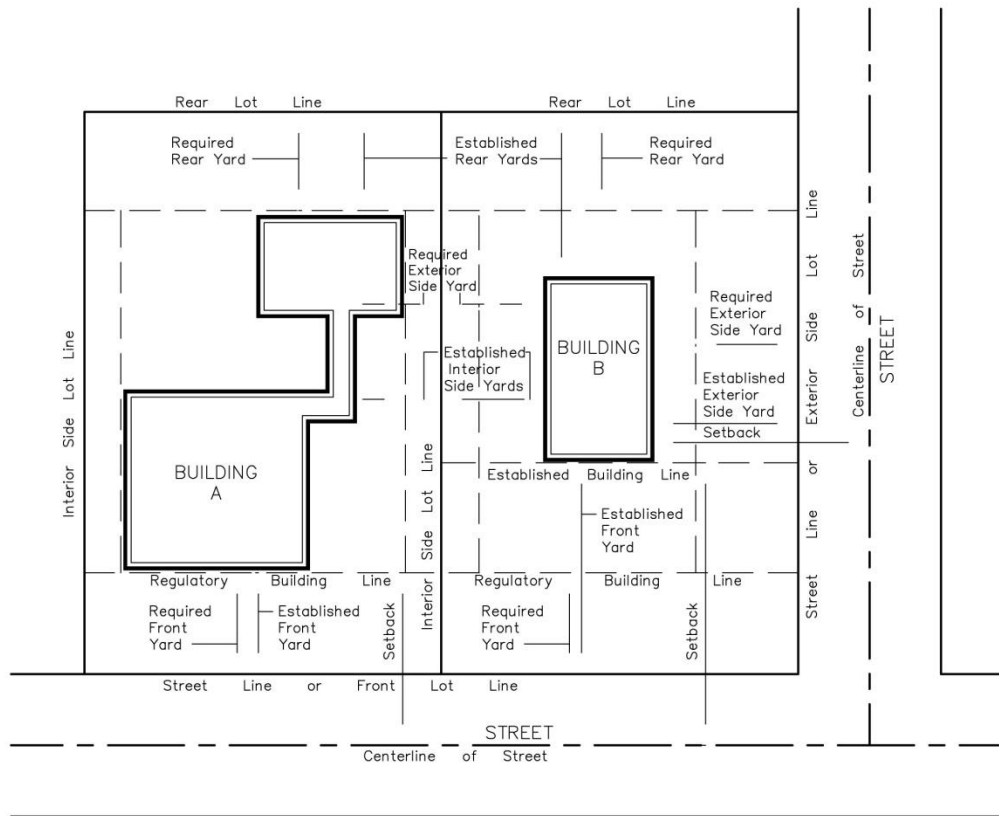 Rear Lot Line
Rear Lot Line
Required
Rear Yard
Established
Rear Yards
Required
Rear Yard
Required
Exterior
Side Yard
Required
Exterior
Side Yard
Established
Interior
Side Yards
Established
Exterior
Side Yard
Setback
BUILDING
A
BUILDING
B
Interior Side Lot Line
Interior Side Lot Line
Street Line or Exterior Side Lot Line
Centerline of Street
STREET
Established Building Line
Established
Front
Yard
Regulatory Building Line
Regulatory Building Line
Required
Front
Yard
Established
Front
Yard
Setback
Required
Front
Yard
Setback
Street Line or Front Lot Line
STREET
Centerline of Street